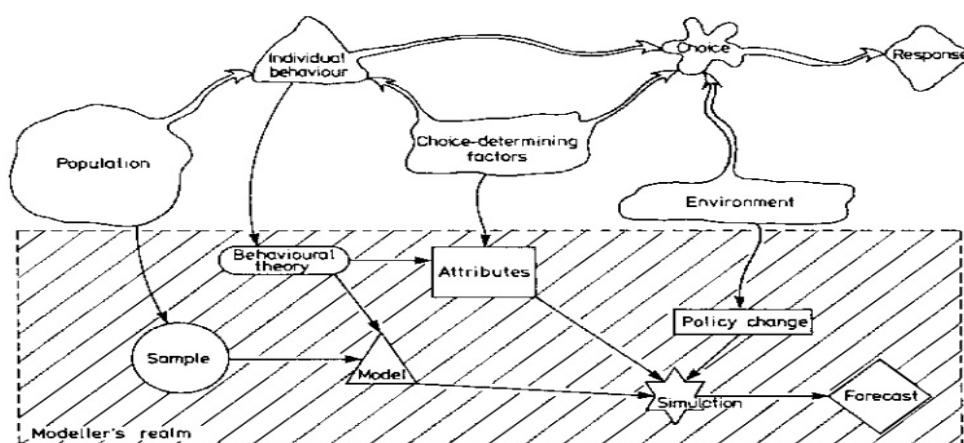 Individual
behaviour
Choice
Response
Population
Choice-determining
factors
Environment
Behavioural
theory
Attributes
Policy change
Sample
Model
Simulation
Forecast
Modeller's realm